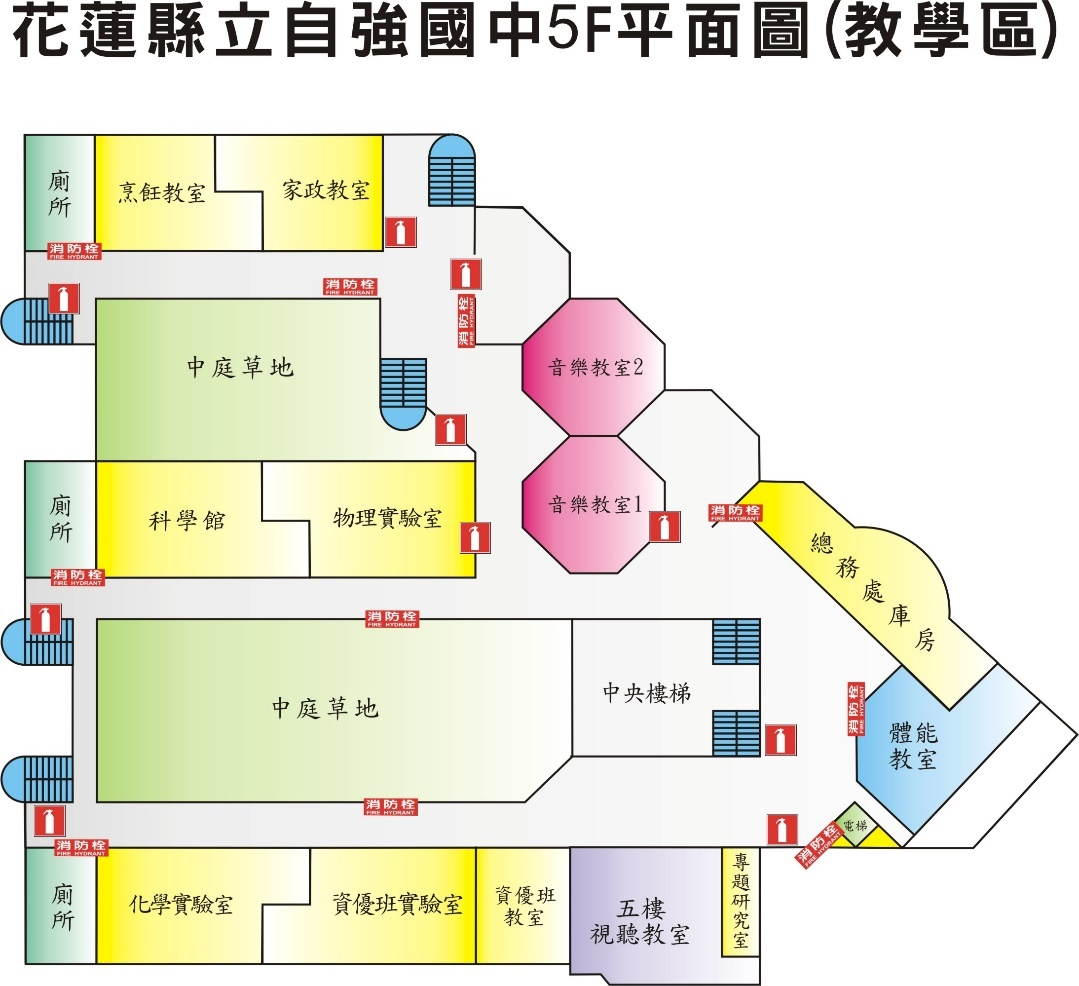 花蓮縣立自強國中5F平面圖(教學區)
廁所
烹飪教室
家政教室
消防栓
FIRE HYDRANT
消防栓
FIRE HYDRANT
消防栓
FIRE HYDRANT
中庭草地
音樂教室2
廁所
科學館
物理實驗室
音樂教室1
消防栓
FIRE HYDRANT
總務處庫房
消防栓
FIRE HYDRANT
消防栓
FIRE HYDRANT
中庭草地
中央樓梯
消防栓
FIRE HYDRANT
體能
教室
消防栓
FIRE HYDRANT
電梯
消防栓
FIRE HYDRANT
消防栓
FIRE HYDRANT
廁所
化學實驗室
資優班實驗室
資優班
教室
五樓
視聽教室
專題研究室